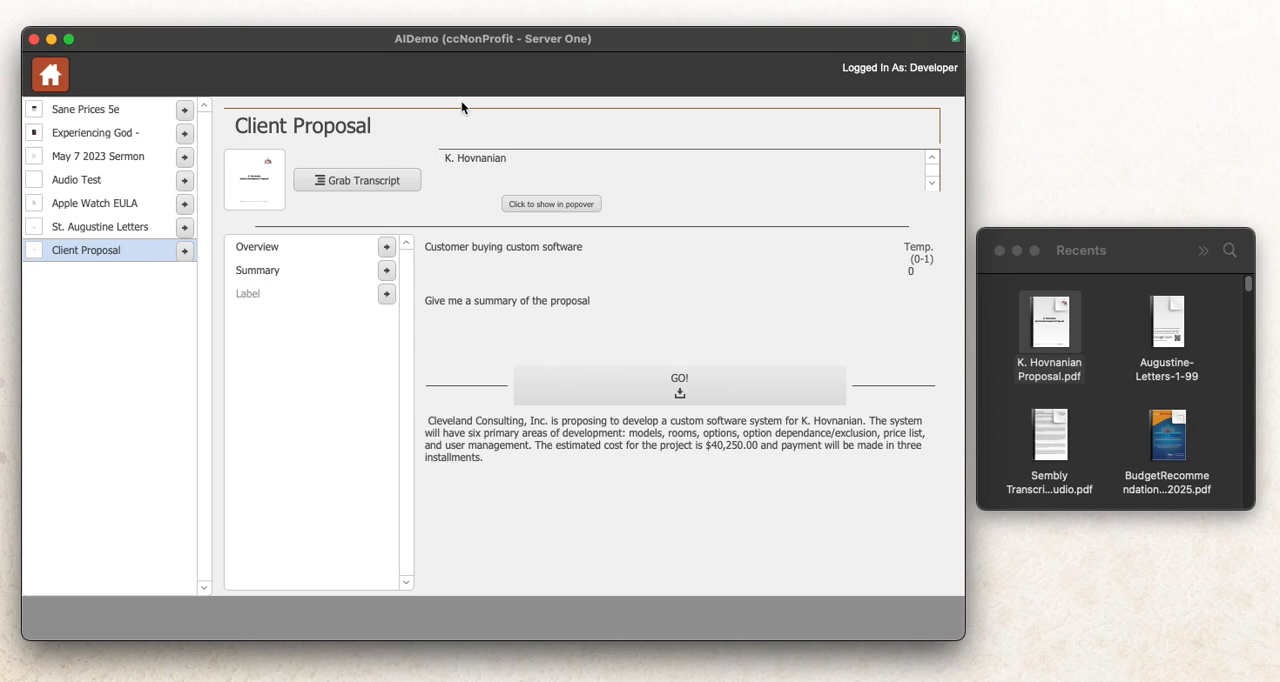 AIDemo (ccNonProfit - Server One)
Logged In As: Developer
Sane Prices 5e
Experiencing God -
May 7 2023 Sermon
Audio Test
Apple Watch EULA
St. Augustine Letters
Client Proposal
Client Proposal
Grab Transcript
K. Hovnanian
Click to show in popover
Overview
Summary
Label
Customer buying custom software
Temp.
(0-1)
0
Give me a summary of the proposal
GO!
Cleveland Consulting, Inc. is proposing to develop a custom software system for K. Hovnanian. The system
will have six primary areas of development: models, rooms, options, option dependance/exclusion, price list,
and user management. The estimated cost for the project is $40,250.00 and payment will be made in three
installments.
Recents
K. Hovnanian
Proposal.pdf
Augustine-
Letters-1-99
Sembly
Transcri...udio.pdf
BudgetRecomme
ndation...2025.pdf